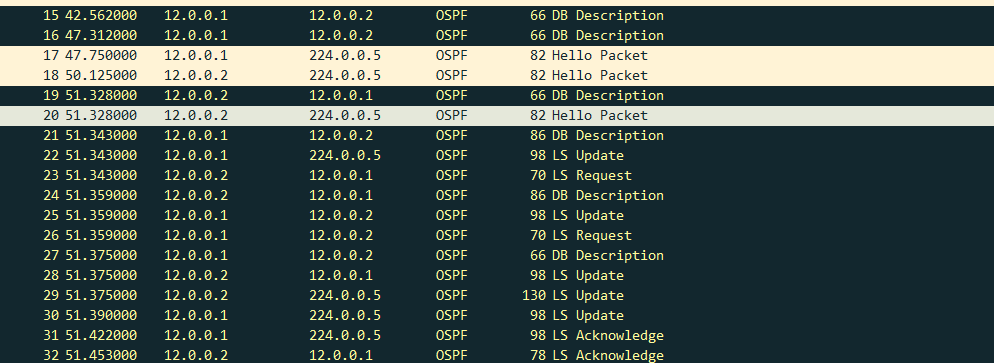 15 42.562000 12.0.0.1 12.0.0.2 OSPF 66 DB Description
16 47.312000 12.0.0.1 12.0.0.2 OSPF 66 DB Description
17 47.750000 12.0.0.1 224.0.0.5 OSPF 82 Hello Packet
18 50.125000 12.0.0.2 224.0.0.5 OSPF 82 Hello Packet
19 51.328000 12.0.0.2 12.0.0.1 OSPF 66 DB Description
20 51.328000 12.0.0.2 224.0.0.5 OSPF 82 Hello Packet
21 51.343000 12.0.0.1 12.0.0.2 OSPF 86 DB Description
22 51.343000 12.0.0.1 224.0.0.5 OSPF 98 LS Update
23 51.343000 12.0.0.2 12.0.0.1 OSPF 70 LS Request
24 51.359000 12.0.0.2 12.0.0.1 OSPF 86 DB Description
25 51.359000 12.0.0.1 12.0.0.2 OSPF 98 LS Update
26 51.359000 12.0.0.1 12.0.0.2 OSPF 70 LS Request
27 51.375000 12.0.0.1 12.0.0.2 OSPF 66 DB Description
28 51.375000 12.0.0.2 12.0.0.1 OSPF 98 LS Update
29 51.375000 12.0.0.2 224.0.0.5 OSPF 130 LS Update
30 51.390000 12.0.0.1 224.0.0.5 OSPF 98 LS Update
31 51.422000 12.0.0.1 224.0.0.5 OSPF 98 LS Acknowledge
32 51.453000 12.0.0.2 12.0.0.1 OSPF 78 LS Acknowledge